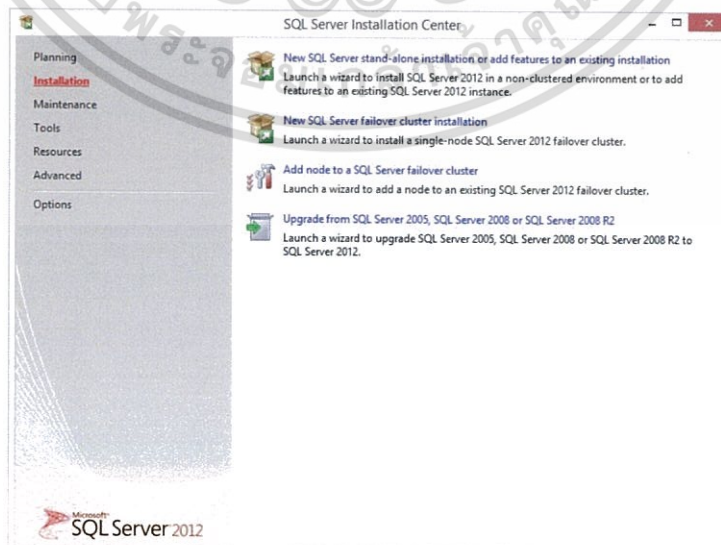 SQL Server Installation Center
Planning
Installation
Maintenance
Tools
Resources
Advanced
Options
New SQL Server stand-alone installation or add features to an existing installation
Launch a wizard to install SQL Server 2012 in a non-clustered environment or to add
features to an existing SQL Server 2012 instance.
New SQL Server failover cluster installation
Launch a wizard to install a single-node SQL Server 2012 failover cluster.
Add node to a SQL Server failover cluster
Launch a wizard to add a node to an existing SQL Server 2012 failover cluster.
Upgrade from SQL Server 2005, SQL Server 2008 or SQL Server 2008 R2
Launch a wizard to upgrade SQL Server 2005, SQL Server 2008 or SQL Server 2008 R2 to
SQL Server 2012.
Microsoft
SQL Server 2012